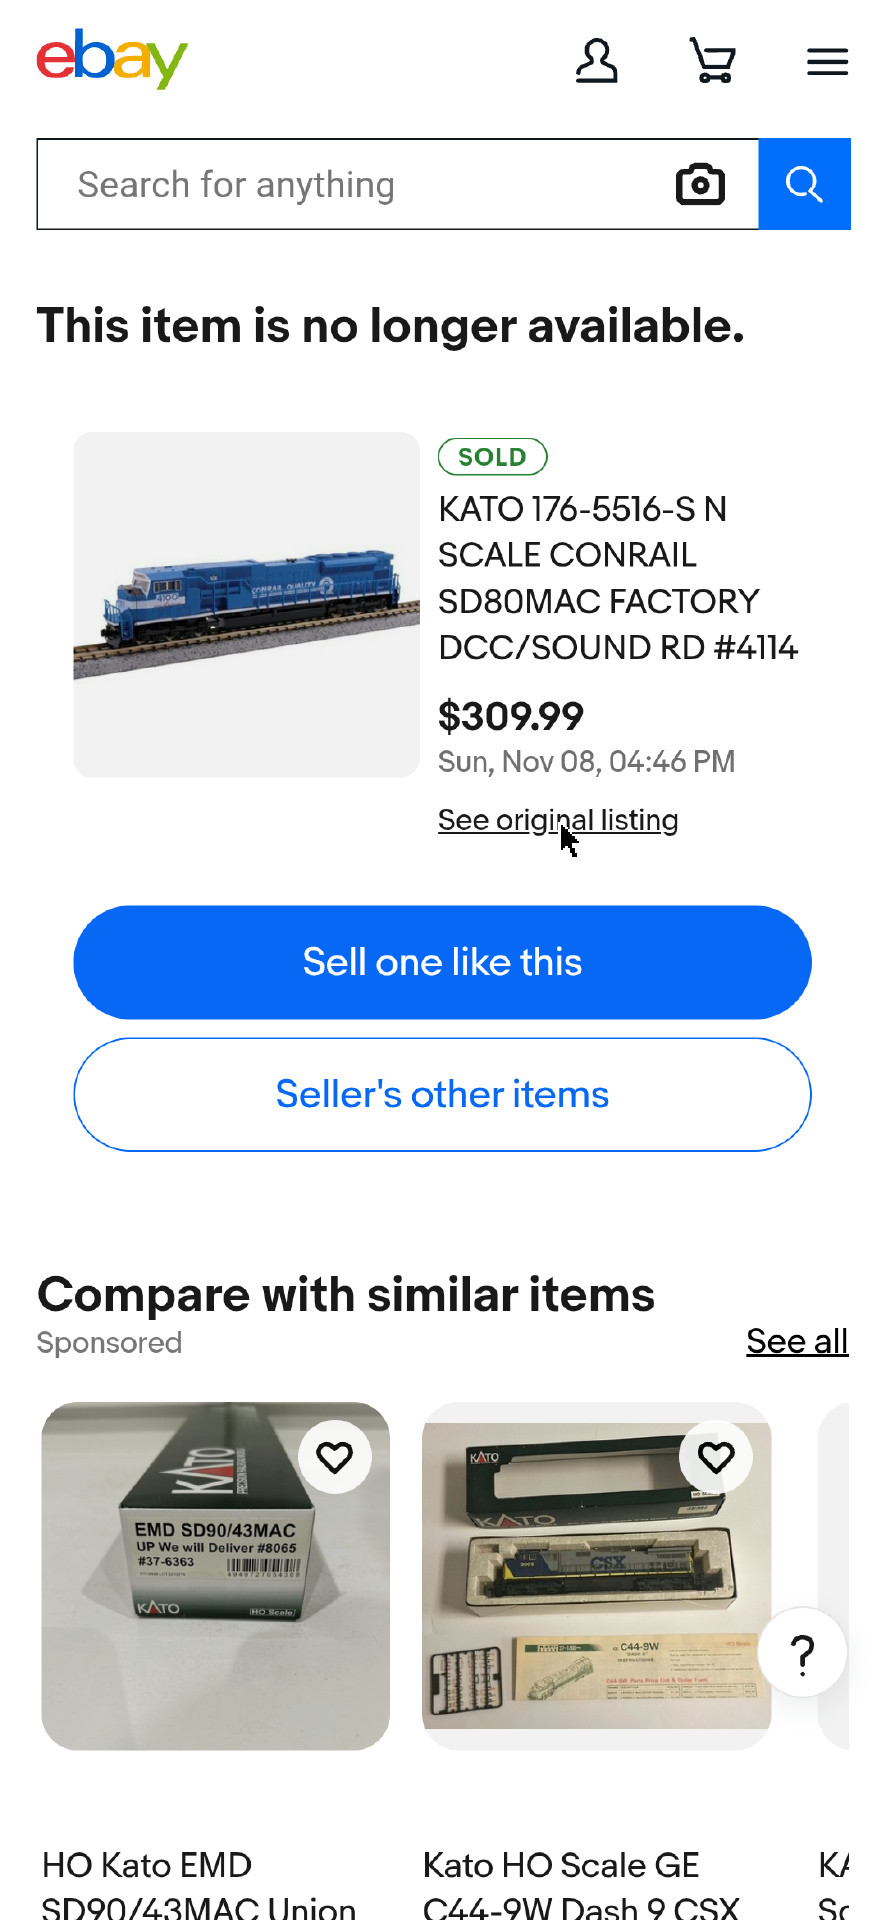 ebay
Search for anything
This item is no longer available.
SOLD
KATO 176-5516-S N
SCALE CONRAIL
SD80MAC FACTORY
DCC/SOUND RD #4114
$309.99
Sun, Nov 08, 04:46 PM
See original listing
CONRAIL QUALITY
Sell one like this
Seller's other items
Compare with similar items
Sponsored
See all
KATO
EMD SD90/43MAC
UP We will Deliver #8065
#37-6363
KATO
HO Scale
KATO
KATO
CSX
C44-9W
?
HO Kato EMD
SD90/43MAC Union
Kato HO Scale GE
C44-9W Dash 9 CSX